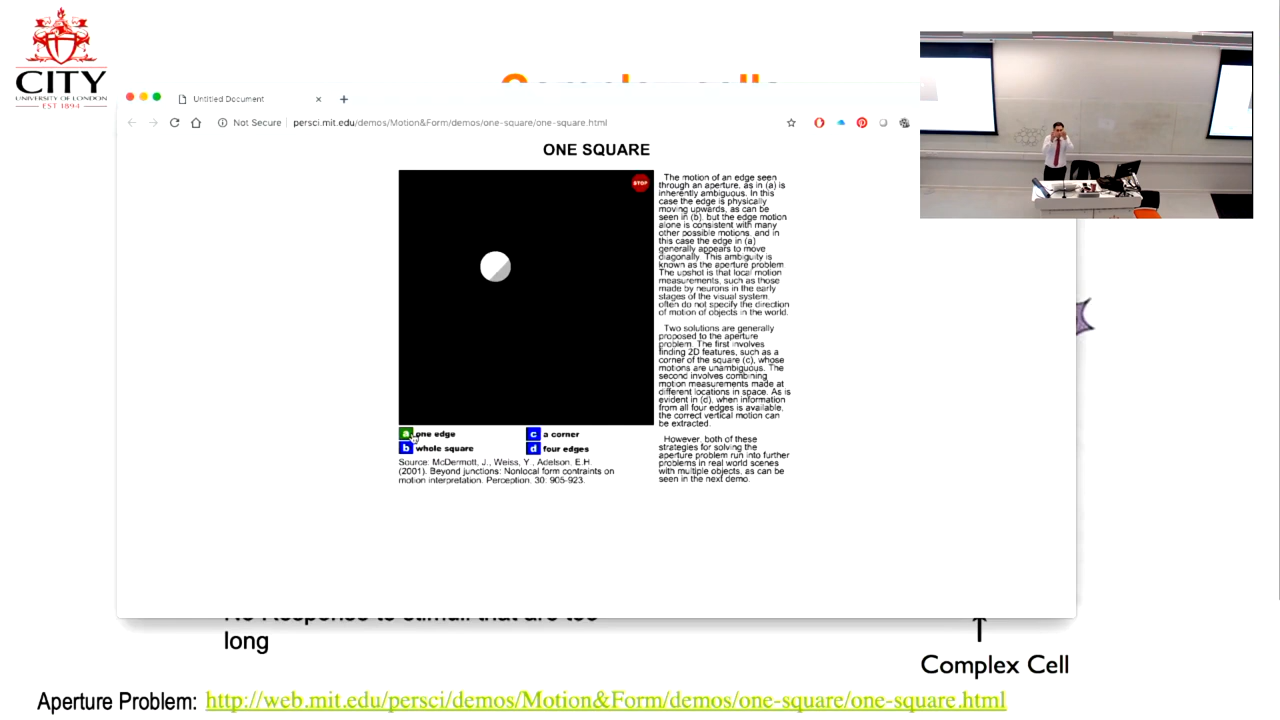 CITY
UNIVERSITY OF LONDON
EST 1894
Complex cells
Untitled Document
Not Secure
persci.mit.edu/demos/Motion&Form/demos/one-square/one-square.html
ONE SQUARE
STOP
The motion of an edge seen
through an aperture, as in (a) is
inherently ambiguous. In this
case the edge is physically
moving upwards, as can be
seen in (b), but the edge motion
alone is consistent with many
other possible motions, and in
this case the edge in (a)
generally appears to move
diagonally. This ambiguity is
known as the aperture problem.
The upshot is that local motion
measurements, such as those
made by neurons in the early
stages of the visual system,
often do not specify the direction
of motion of objects in the world.
Two solutions are generally
proposed to the aperture
problem. The first involves
finding 2D features, such as a
corner of the square (c), whose
motions are unambiguous. The
second involves combining
motion measurements made at
different locations in space. As is
evident in (d), when information
from all four edges is available,
the correct vertical motion can
be extracted.
However, both of these
strategies for solving the
aperture problem run into further
problems in real world scenes
with multiple objects, as can be
seen in the next demo.
a one edge
c a corner
b whole square
d four edges
Source: McDermott, J., Weiss, Y., Adelson, E.H.
(2001). Beyond junctions: Nonlocal form contraints on
motion interpretation. Perception. 30: 905-923.
No Response to stimuli that are too
long
Complex Cell
Aperture Problem: http://web.mit.edu/persci/demos/Motion&Form/demos/one-square/one-square.html